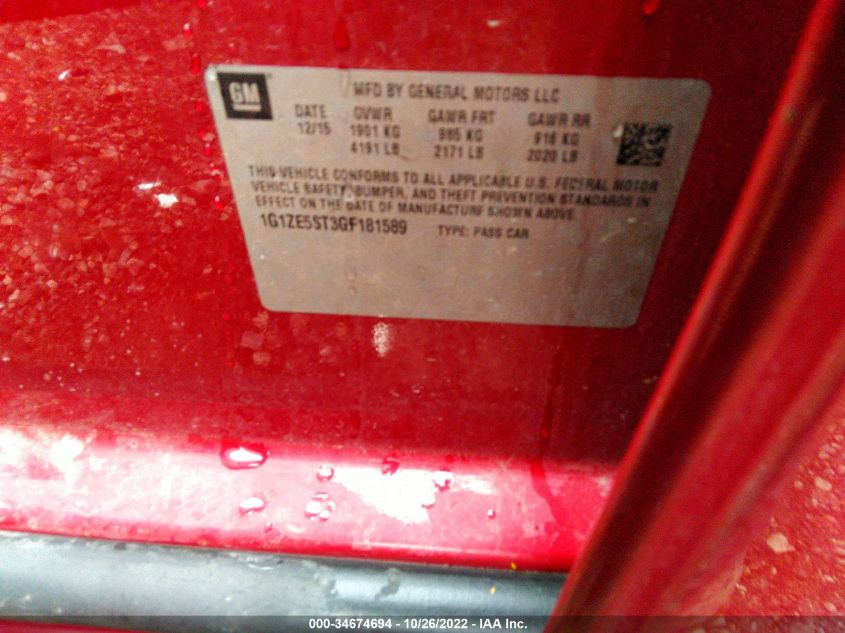 GM
MFD BY GENERAL MOTORS LLC
DATE GVWR GAWR FRT GAWR RR
12/15 1901 KG 985 KG 916 KG
4191 LB 2171 LB 2020 LB
THIS VEHICLE CONFORMS TO ALL APPLICABLE U.S. FEDERAL MOTOR
VEHICLE SAFETY, BUMPER, AND THEFT PREVENTION STANDARDS IN
EFFECT ON THE DATE OF MANUFACTURE SHOWN ABOVE.
1G1ZE5ST3GF181589 TYPE: PASS CAR
000-34674694 - 10/26/2022 - IAA Inc.